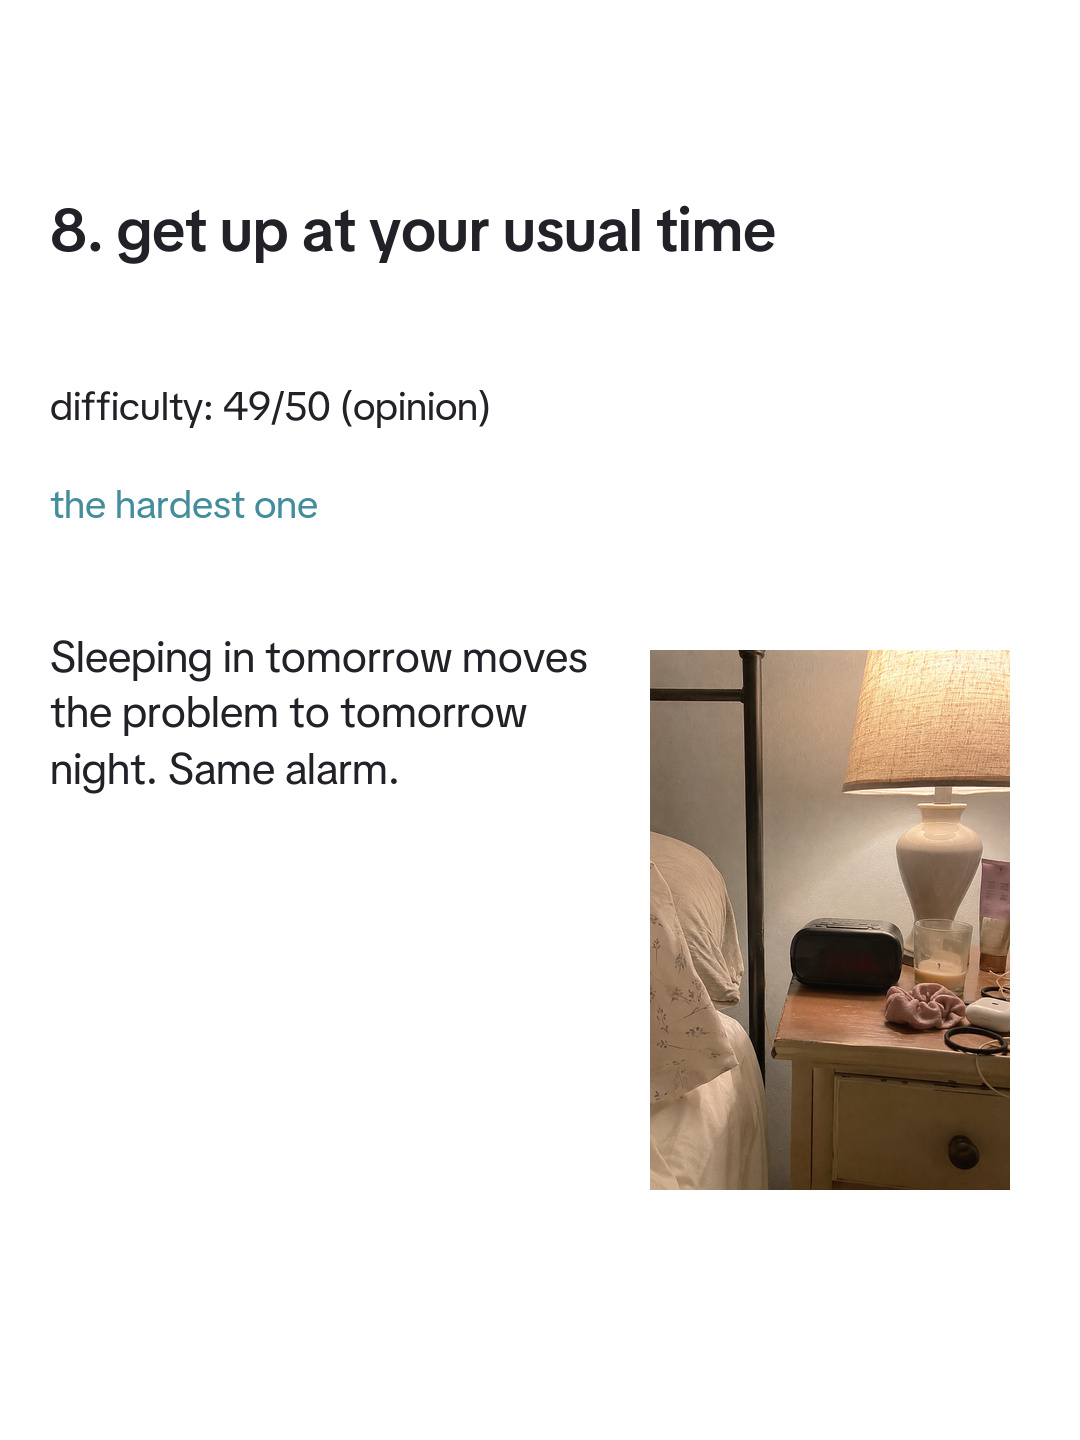 8. get up at your usual time
difficulty: 49/50 (opinion)
the hardest one
Sleeping in tomorrow moves
the problem to tomorrow
night. Same alarm.